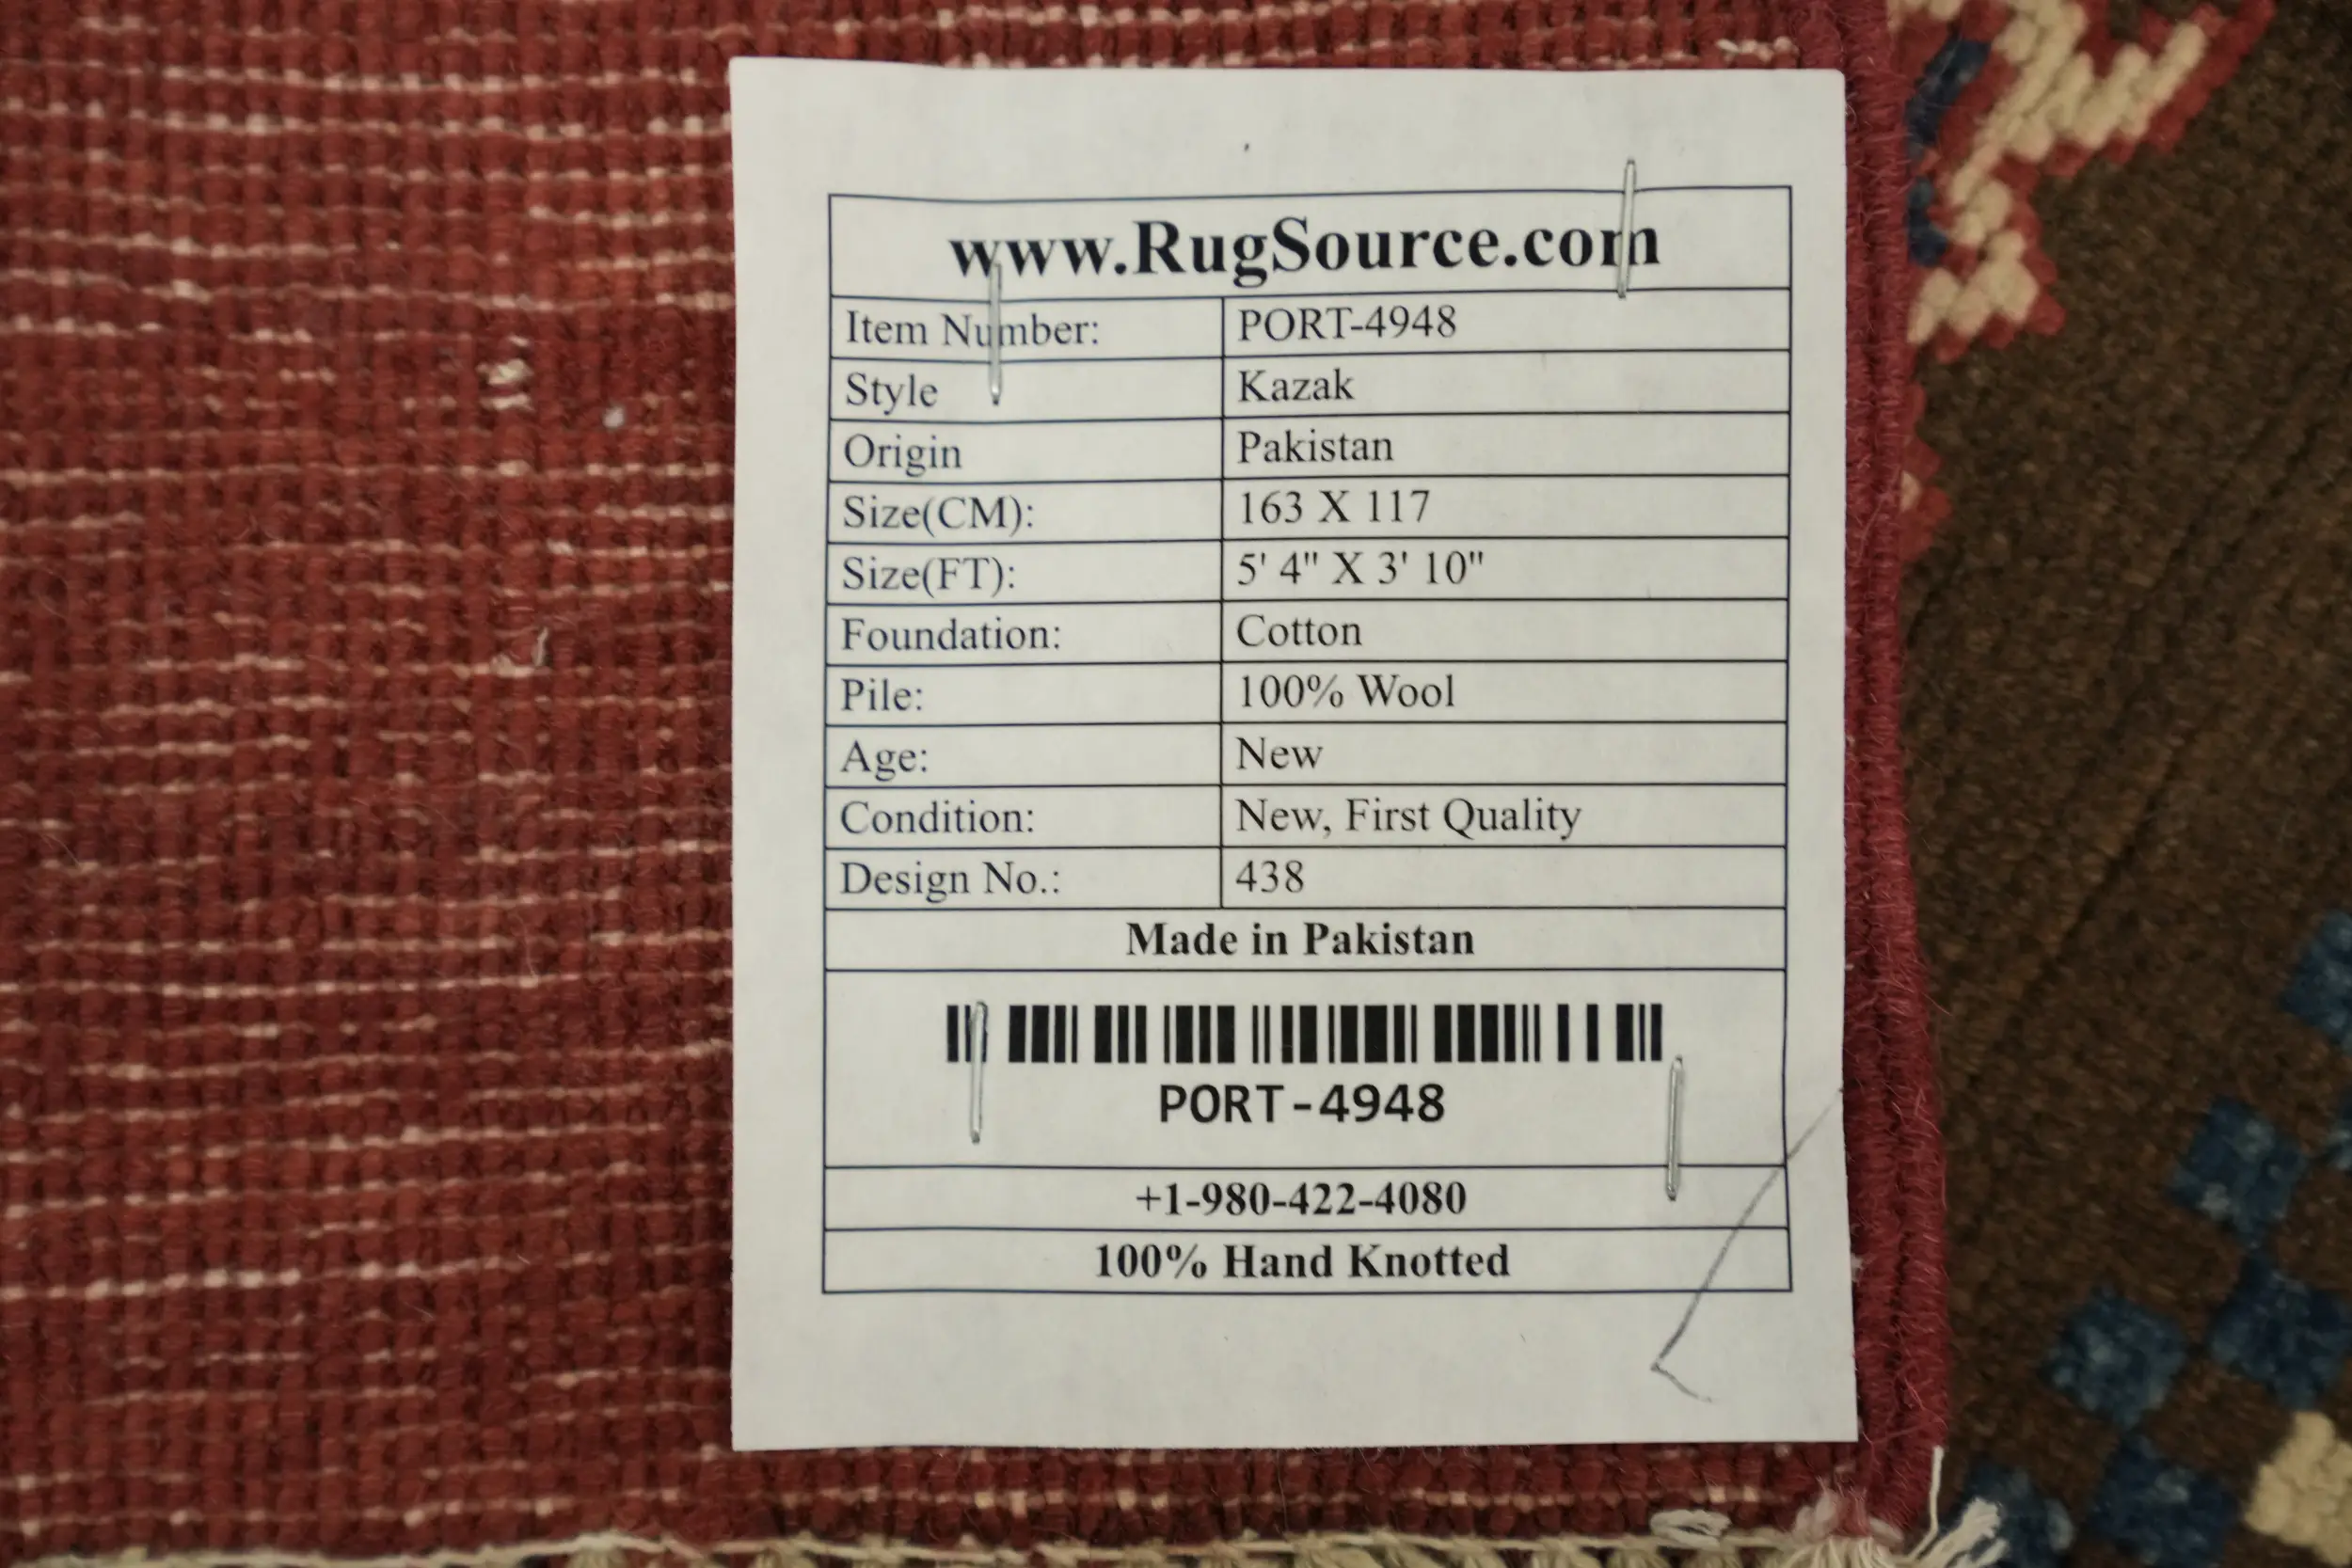 www.RugSource.com
Item Number: PORT-4948
Style Kazak
Origin Pakistan
Size(CM): 163 X 117
Size(FT): 5' 4" X 3' 10"
Foundation: Cotton
Pile: 100% Wool
Age: New
Condition: New, First Quality
Design No.: 438
Made in Pakistan
PORT-4948
+1-980-422-4080
100% Hand Knotted